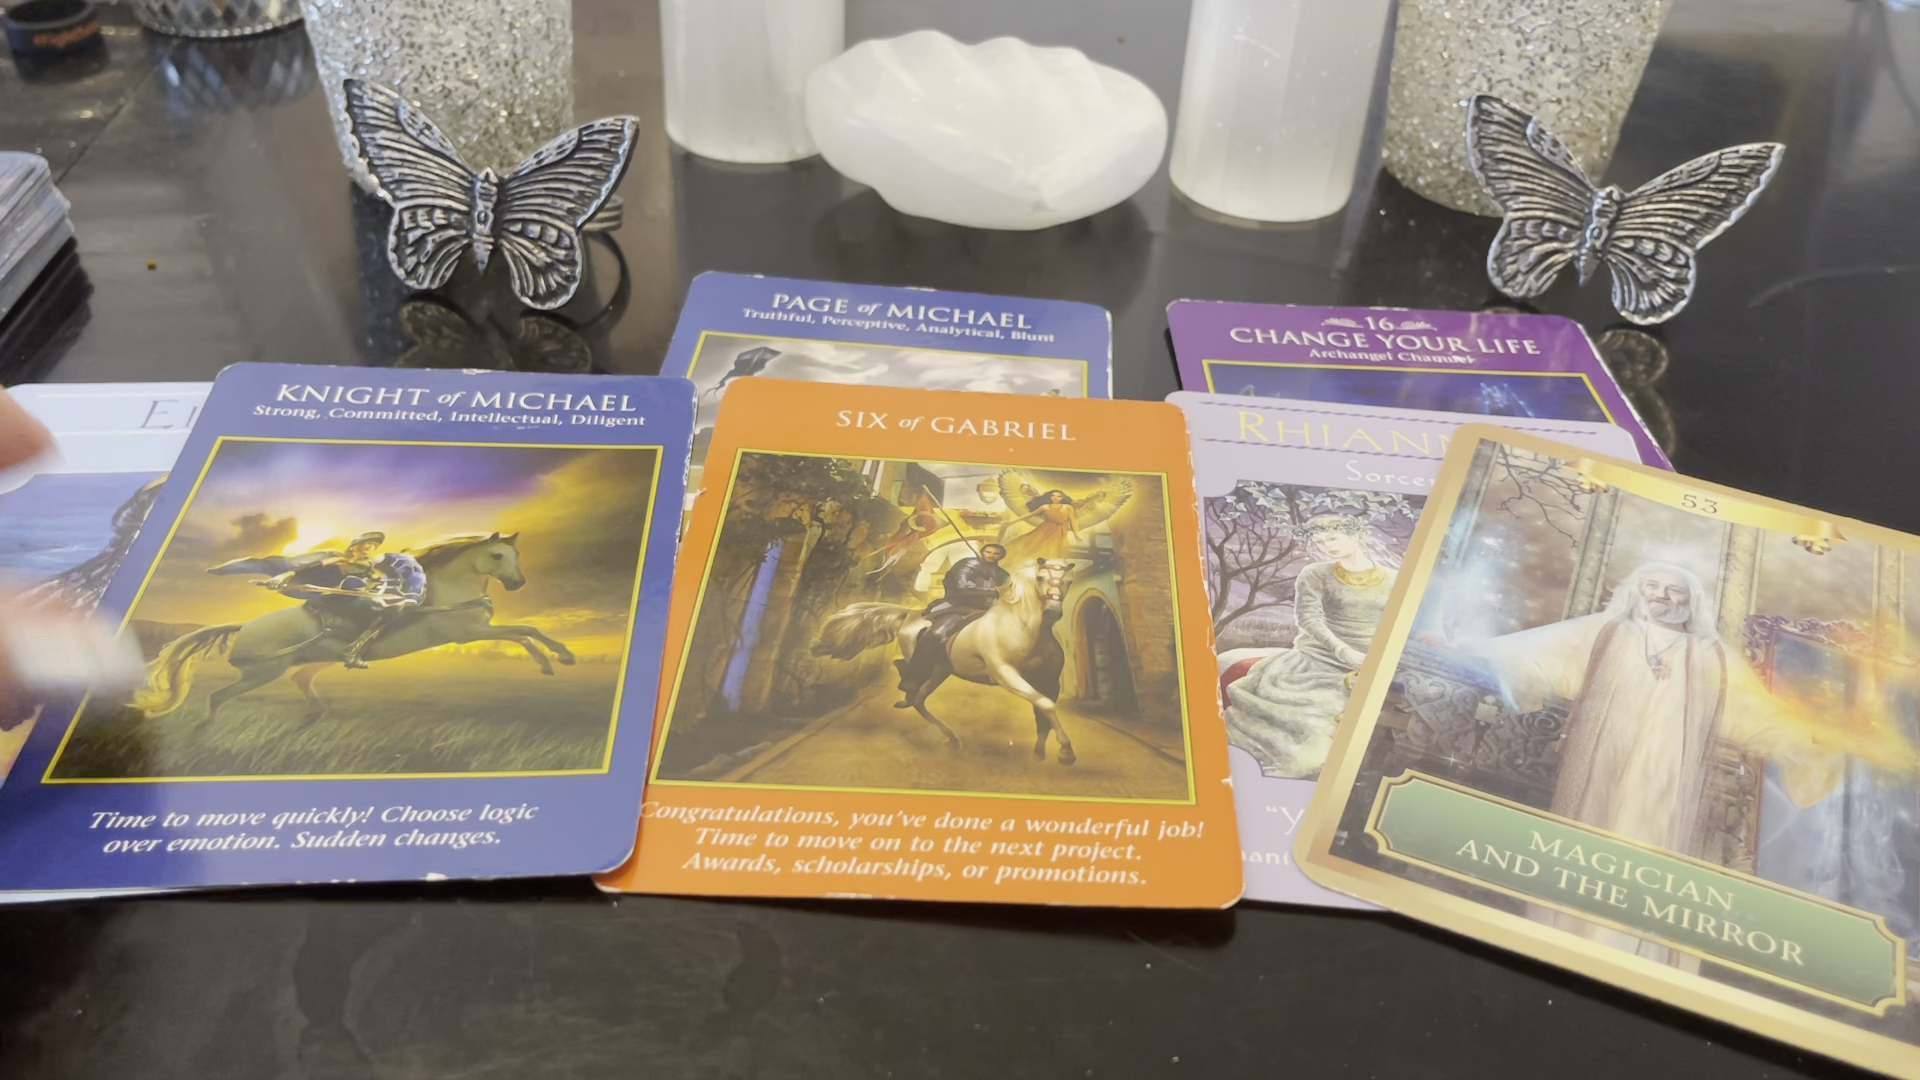 PAGE of MICHAEL
Truthful, Perceptive, Analytical, Blunt
16
CHANGE YOUR LIFE
Archangel Chamuel
KNIGHT of MICHAEL
Strong, Committed, Intellectual, Diligent
Time to move quickly! Choose logic
over emotion. Sudden changes.
SIX of GABRIEL
Congratulations, you've done a wonderful job!
Time to move on to the next project.
Awards, scholarships, or promotions.
53
MAGICIAN
AND THE MIRROR